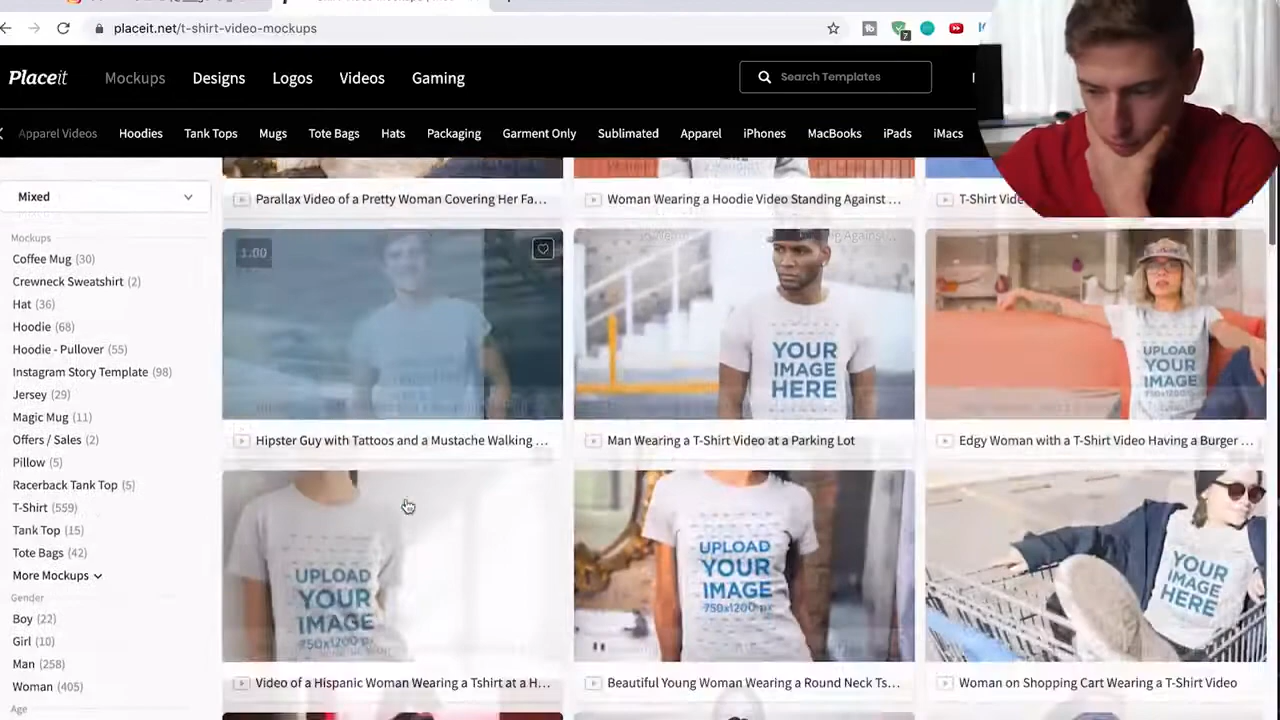 placeit.net/t-shirt-video-mockups
7
Placeit
Mockups
Designs
Logos
Videos
Gaming
Search Templates
Apparel Videos
Hoodies
Tank Tops
Mugs
Tote Bags
Hats
Packaging
Garment Only
Sublimated
Apparel
iPhones
MacBooks
iPads
iMacs
Mixed
Mockups
Coffee Mug (30)
Crewneck Sweatshirt (2)
Hat (36)
Hoodie (68)
Hoodie - Pullover (55)
Instagram Story Template (98)
Jersey (29)
Magic Mug (11)
Offers / Sales (2)
Pillow (5)
Racerback Tank Top (5)
T-Shirt (559)
Tank Top (15)
Tote Bags (42)
More Mockups
Gender
Boy (22)
Girl (10)
Man (258)
Woman (405)
Age
Parallax Video of a Pretty Woman Covering Her Fa...
Woman Wearing a Hoodie Video Standing Against ...
T-Shirt
1.00
YOUR
IMAGE
HERE
UPLOAD
YOUR
IMAGE
Hipster Guy with Tattoos and a Mustache Walking ...
Man Wearing a T-Shirt Video at a Parking Lot
Edgy Woman with a T-Shirt Video Having a Burger ...
UPLOAD
YOUR
IMAGE
750x1200 px
UPLOAD
YOUR
IMAGE
750x1200 px
YOUR
IMAGE
HERE
Video of a Hispanic Woman Wearing a Tshirt at a H...
Beautiful Young Woman Wearing a Round Neck Ts...
Woman on Shopping Cart Wearing a T-Shirt Video